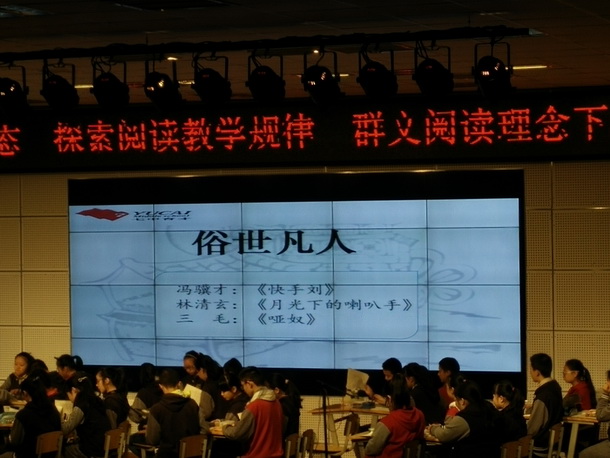 态 探索阅读教学规律 群义阅读理念下
YUCAI
俗世凡人
冯骥才：《快手刘》
林清玄：《月光下的喇叭手》
三 毛：《哑奴》